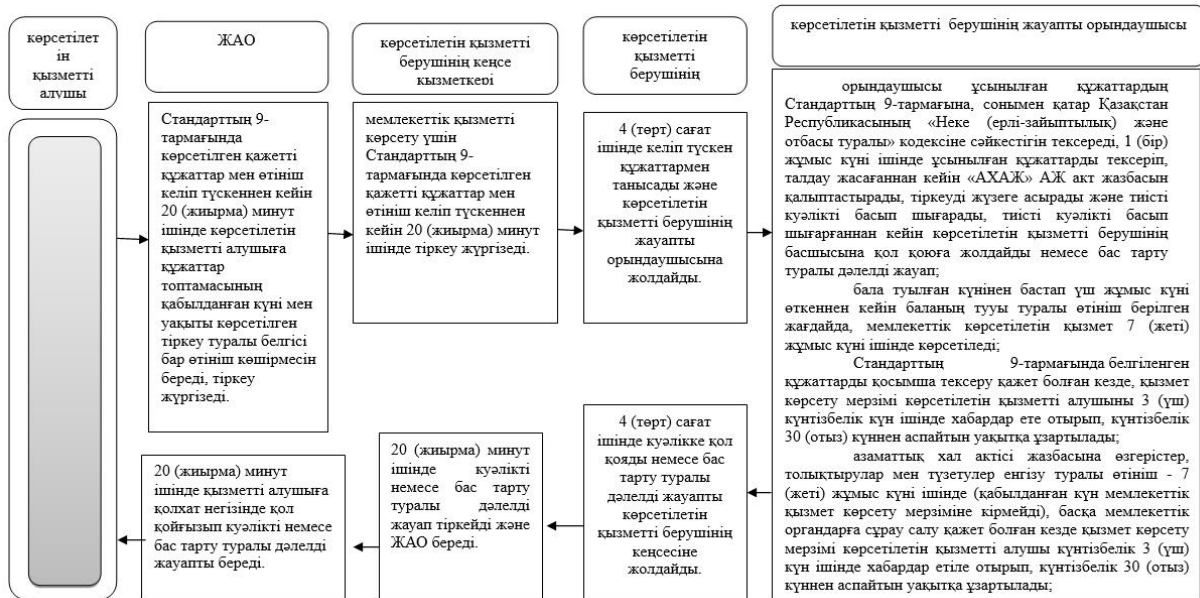 көрсетілет
ін
қызметті
алушы
ЖАО
көрсетілетін қызметті
берушінің кеңсе
қызметкері
көрсетілетін
қызметті
берушінің
көрсетілетін қызметті берушінің жауапты орындаушысы
Стандарттың 9-
тармағында
көрсетілген қажетті
құжаттар мен өтініш
келіп түскеннен кейін
20 (жиырма) минут
ішінде көрсетілетін
қызметті алушыға
құжаттар
топтамасының
қабылданған күні мен
уақыты көрсетілген
тіркеу туралы белгісі
бар өтініш көшірмесін
береді, тіркеу
жүргізеді.
мемлекеттік қызметті
көрсету үшін
Стандарттың 9-
тармағында көрсетілген
қажетті құжаттар мен
өтініш келіп түскеннен
кейін 20 (жиырма) минут
ішінде тіркеу жүргізеді.
4 (төрт) сағат
ішінде келіп түскен
құжаттармен
танысады және
көрсетілетін
қызметті берушінің
жауапты
орындаушысына
жолдайды.
орындаушысы ұсынылған құжаттардың
Стандарттың 9-тармағына, сонымен қатар Қазақстан
Республикасының «Неке (ерлі-зайыптылық) және
отбасы туралы» кодексіне сәйкестігін тексереді, 1 (бір)
жұмыс күні ішінде ұсынылған құжаттарды тексеріп,
талдау жасағаннан кейін «АХАЖ» АЖ акт жазбасын
қалыптастырады, тіркеуді жүзеге асырады және тиісті
куәлікті басып шығарады, тиісті куәлікті басып
шығарғаннан кейін көрсетілетін қызметті берушінің
басшысына қол қоюға жолдайды немесе бас тарту
туралы дәлелді жауап;
бала туылған күнінен бастап үш жұмыс күні
өткеннен кейін баланың тууы туралы өтініш берілген
жағдайда, мемлекеттік көрсетілетін қызмет 7 (жеті)
жұмыс күні ішінде көрсетіледі;
Стандарттың 9-тармағында белгіленген
құжаттарды қосымша тексеру қажет болған кезде, қызмет
көрсету мерзімі көрсетілетін қызметті алушыны 3 (үш)
күнтізбелік күн ішінде хабардар ете отырып, күнтізбелік
30 (отыз) күннен аспайтын уақытқа ұзартылады;
азаматтық хал актісі жазбасына өзгерістер,
толықтырулар мен түзетулер енгізу туралы өтініш - 7
(жеті) жұмыс күні ішінде (қабылданған күн мемлекеттік
қызмет көрсету мерзіміне кірмейді), басқа мемлекеттік
органдарға сұрау салу қажет болған кезде қызмет көрсету
мерзімі көрсетілетін қызметті алушы күнтізбелік 3 (үш)
күн ішінде хабардар етіле отырып, күнтізбелік 30 (отыз)
күннен аспайтын уақытқа ұзартылады;
4 (төрт) сағат
ішінде куәлікке қол
қояды немесе бас
тарту туралы
дәлелді жауапты
көрсетілетін
қызметті берушінің
кеңсесіне
жолдайды.
20 (жиырма) минут
ішінде куәлікті
немесе бас тарту
туралы дәлелді
жауап тіркейді және
ЖАО береді.
20 (жиырма) минут
ішінде қызметті алушыға
қолхат негізінде қол
қойғызып куәлікті немесе
бас тарту туралы дәлелді
жауапты береді.